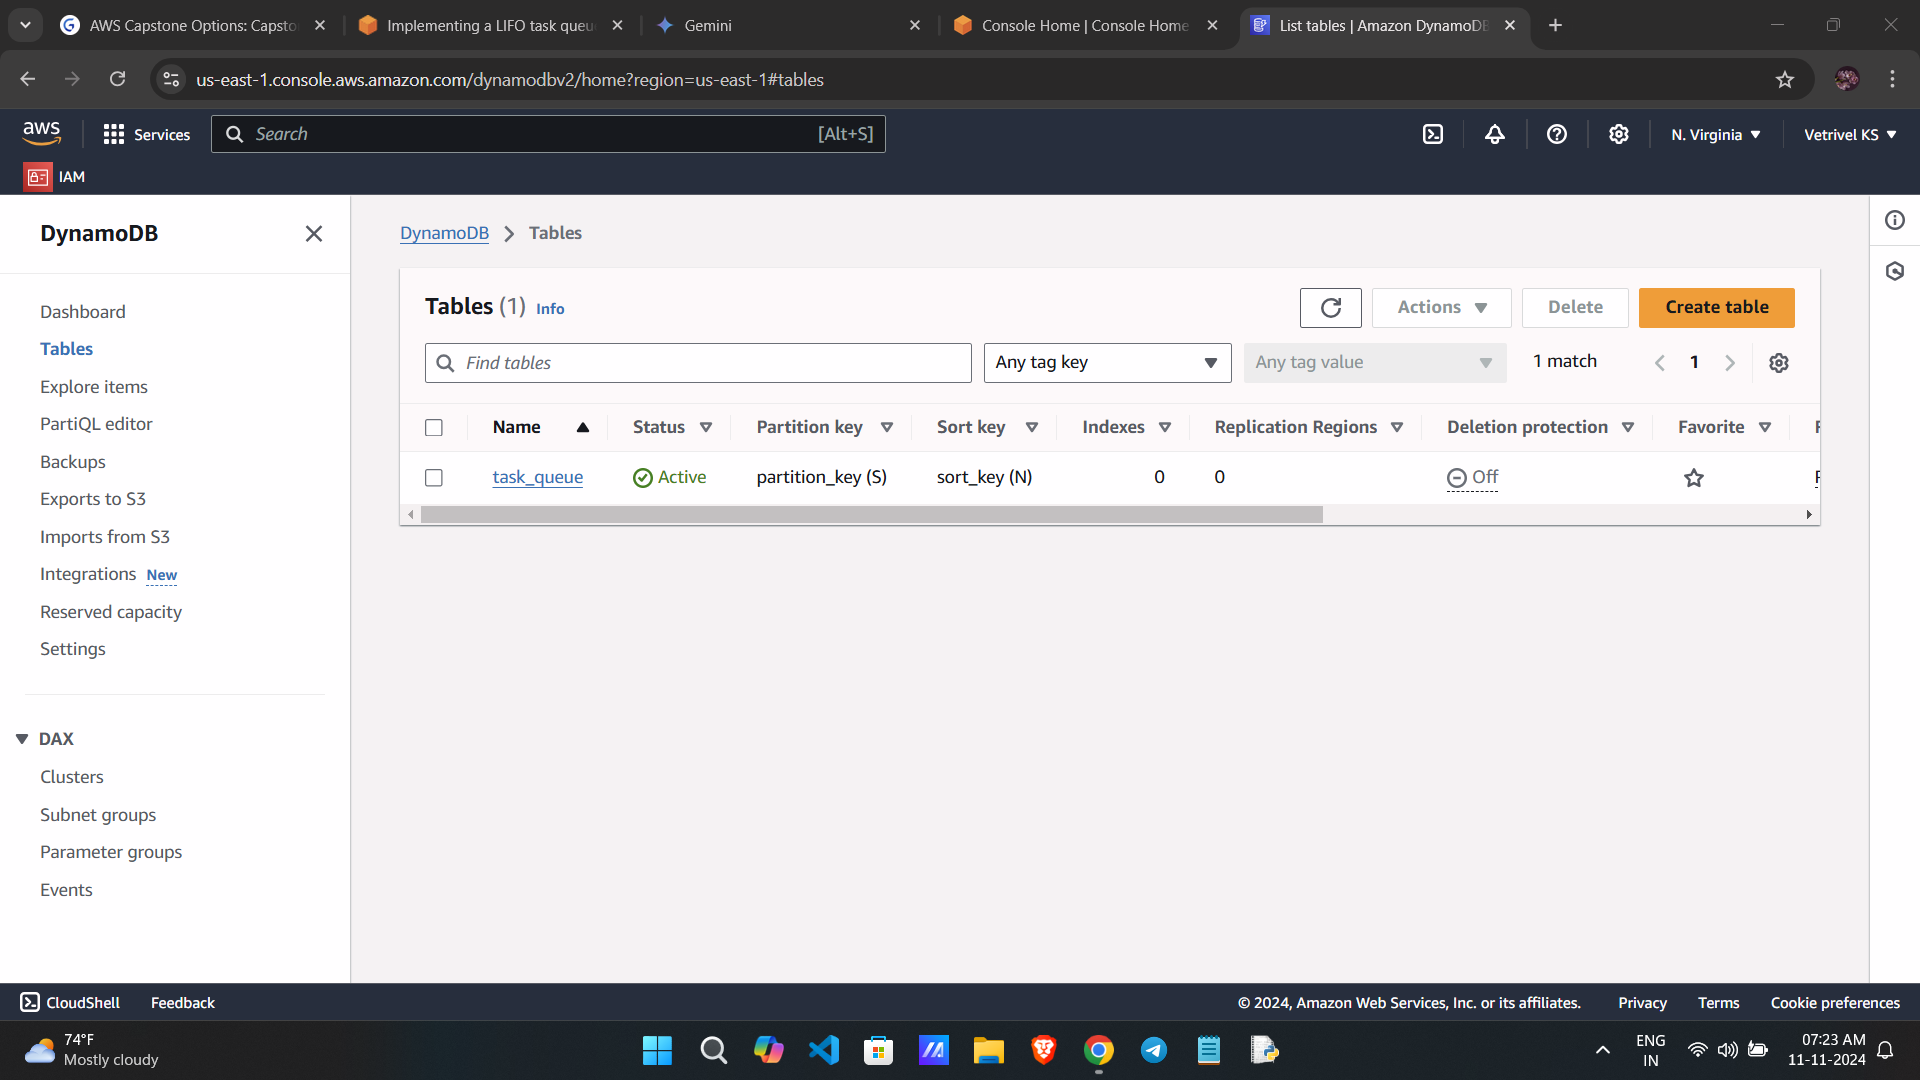 AWS Capstone Options: Capsto
Implementing a LIFO task queu
Gemini
Console Home | Console Home
List tables | Amazon DynamoDB
us-east-1.console.aws.amazon.com/dynamodbv2/home?region=us-east-1#tables
aws
Services
Search
[Alt+S]
N. Virginia
Vetrivel KS
IAM
DynamoDB
Dashboard
Tables
Explore items
PartiQL editor
Backups
Exports to S3
Imports from S3
Integrations New
Reserved capacity
Settings
DAX
Clusters
Subnet groups
Parameter groups
Events
DynamoDB > Tables
Tables (1) Info
Actions
Delete
Create table
Find tables
Any tag key
Any tag value
1 match
1
Name Status Partition key Sort key Indexes Replication Regions Deletion protection Favorite
task_queue Active partition_key (S) sort_key (N) 0 0 Off
CloudShell Feedback
© 2024, Amazon Web Services, Inc. or its affiliates. Privacy Terms Cookie preferences
74°F
Mostly cloudy
ENG
IN
07:23 AM
11-11-2024